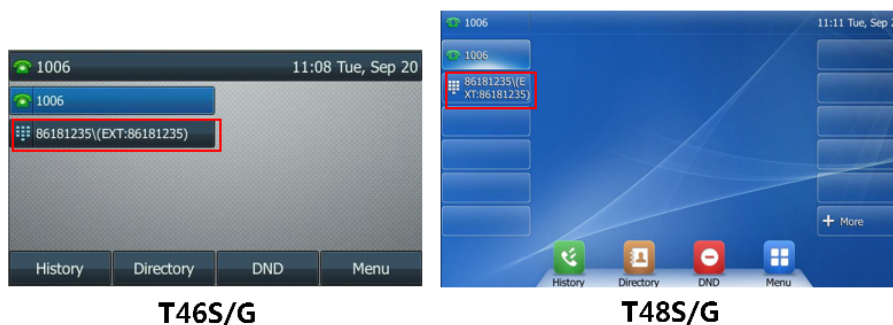 1006
11:08 Tue, Sep 20
1006
86181235\(EXT:86181235)
History
Directory
DND
Menu
T46S/G
1006
11:11 Tue, Sep 2
1006
86181235\(E
XT:86181235)
+ More
History
Directory
DND
Menu
T48S/G